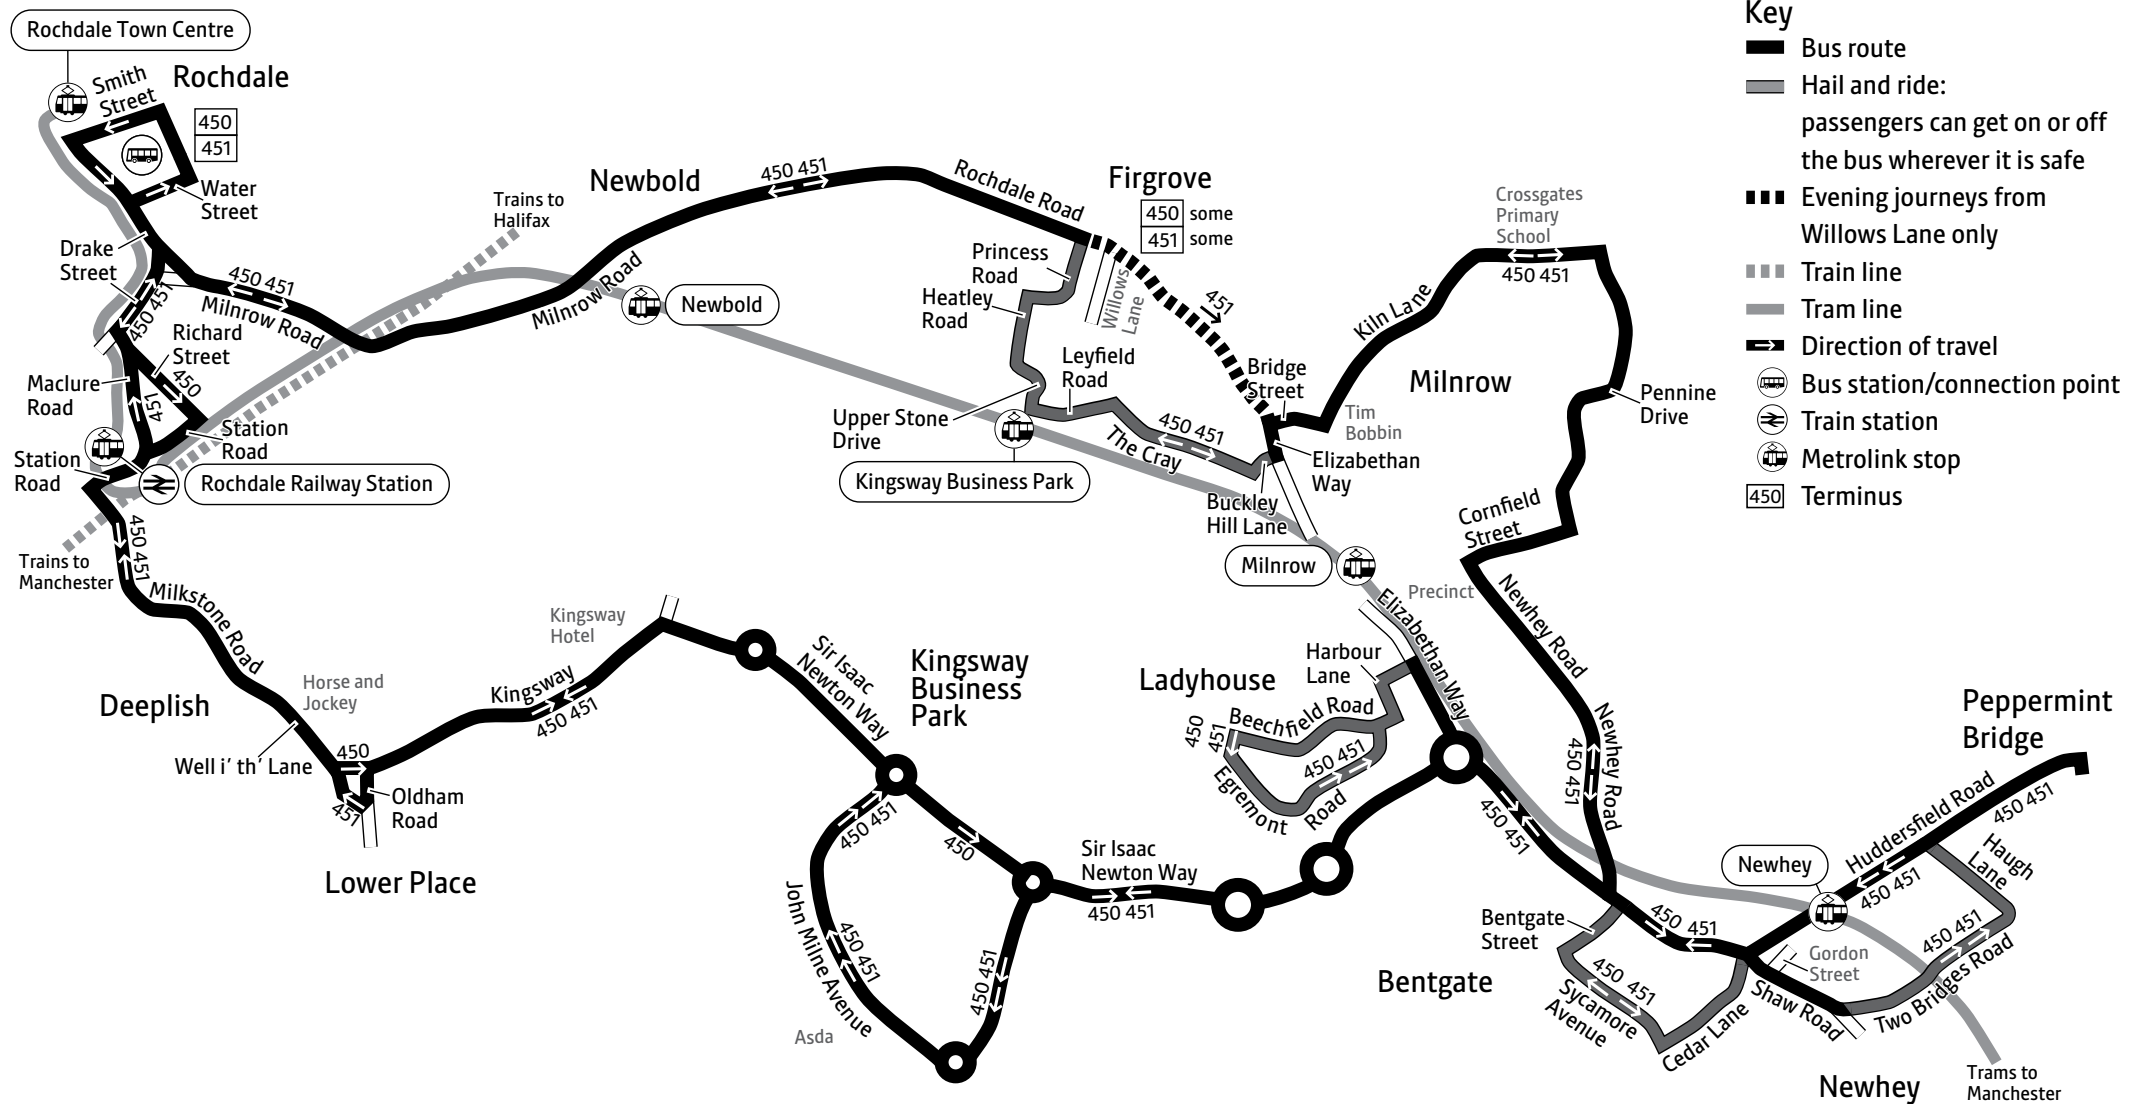 Rochdale Town Centre
Smith
Street
Rochdale
450
451
Water
Street
Drake
Street
450 451
450 451
Milnrow Road
Richard
Street
450
Maclure
Road
451
Station
Road
Station
Road
Rochdale Railway Station
Trains to
Manchester
450 451
Milkstone Road
Deeplish
Horse and
Jockey
Well i' th' Lane
450
451
Oldham
Road
Lower Place
Kingsway
450 451
Kingsway
Hotel
Trains to
Halifax
Newbold
450 451
Milnrow Road
Newbold
Rochdale Road
Firgrove
450 some
451 some
Princess
Road
Heatley
Road
Willows
Lane
451
Leyfield
Road
Upper Stone
Drive
450 451
The Cray
Kingsway Business Park
Bridge
Street
Tim
Bobbin
Elizabethan
Way
Buckley
Hill Lane
Milnrow
Kiln Lane
Crossgates
Primary
School
450 451
Milnrow
Pennine
Drive
Cornfield
Street
Precinct
Newhey Road
Elizabethan Way
Harbour
Lane
Ladyhouse
Beechfield Road
450
451
450 451
Egremont
Road
Sir Isaac
Newton Way
Kingsway
Business
Park
450 451
450
John Milne Avenue
450 451
450 451
Asda
Sir Isaac
Newton Way
450 451
450 451
Newhey Road
450 451
Bentgate
Street
Bentgate
450 451
Sycamore
Avenue
Cedar Lane
450 451
Newhey
Gordon
Street
Shaw Road
Two Bridges Road
450 451
Haugh
Lane
Huddersfield Road
450 451
450 451
Peppermint
Bridge
Newhey
Trams to
Manchester
Key
Bus route
Hail and ride:
passengers can get on or off
the bus wherever it is safe
Evening journeys from
Willows Lane only
Train line
Tram line
Direction of travel
Bus station/connection point
Train station
Metrolink stop
450 Terminus